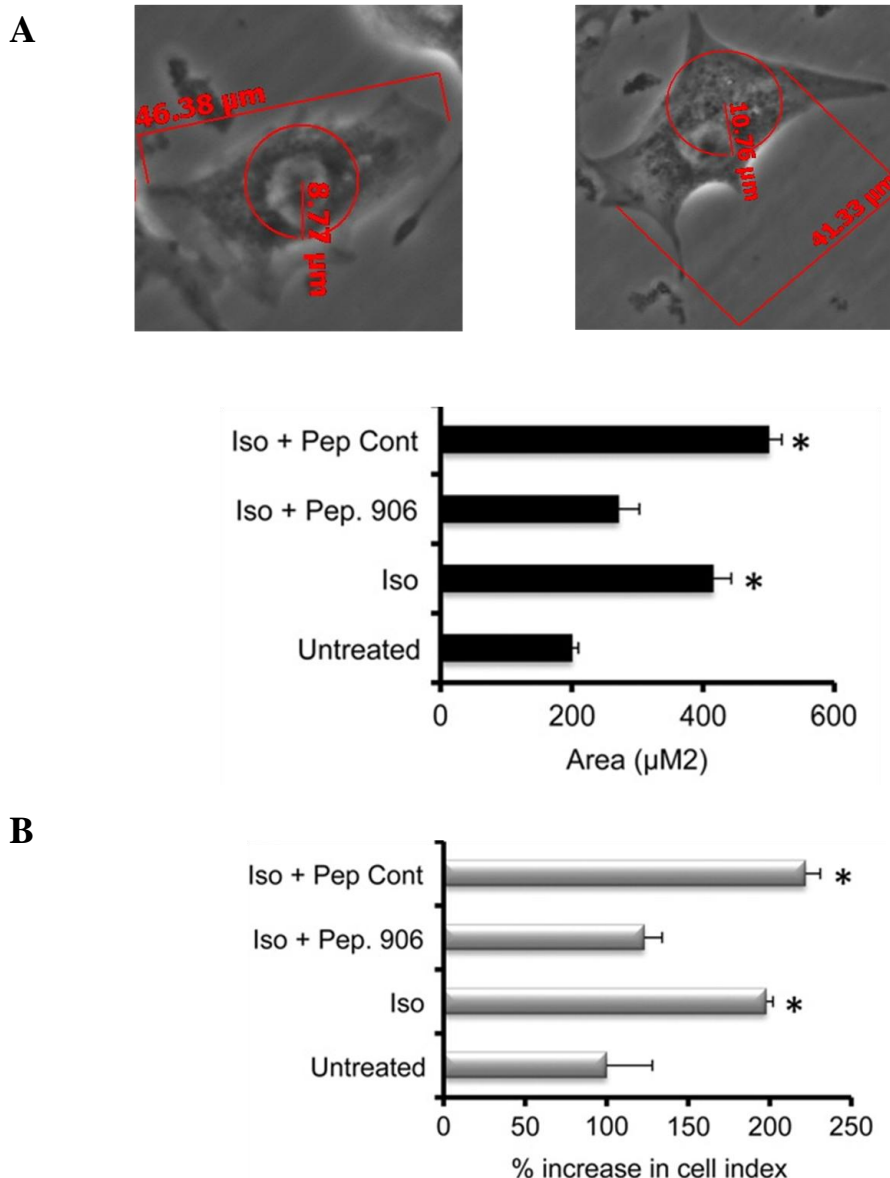 A
46.38 µm
8.77 µm
10.76 µm
41.33 µm
Iso + Pep Cont
*
Iso + Pep. 906
Iso
*
Untreated
0 200 400 600
Area (µM2)
B
Iso + Pep Cont
*
Iso + Pep. 906
Iso
*
Untreated
0 50 100 150 200 250
% increase in cell index